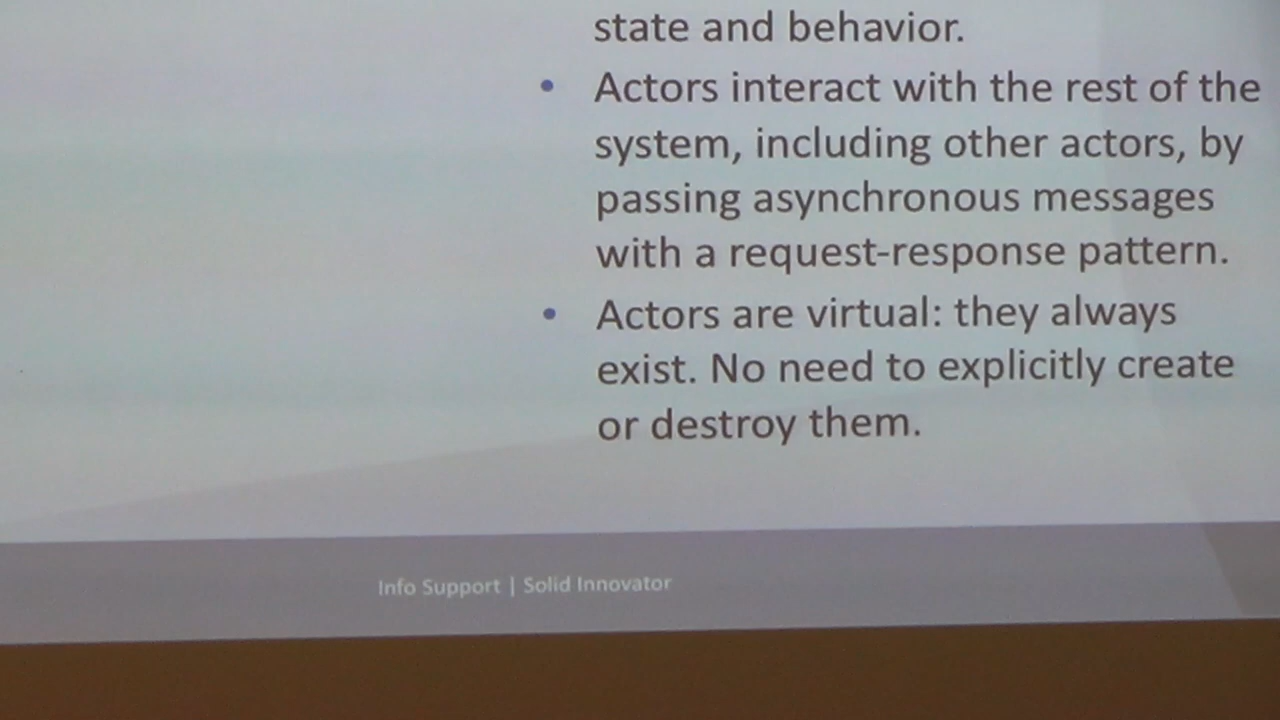 state and behavior.
• Actors interact with the rest of the
system, including other actors, by
passing asynchronous messages
with a request-response pattern.
• Actors are virtual: they always
exist. No need to explicitly create
or destroy them.
Info Support | Solid Innovator